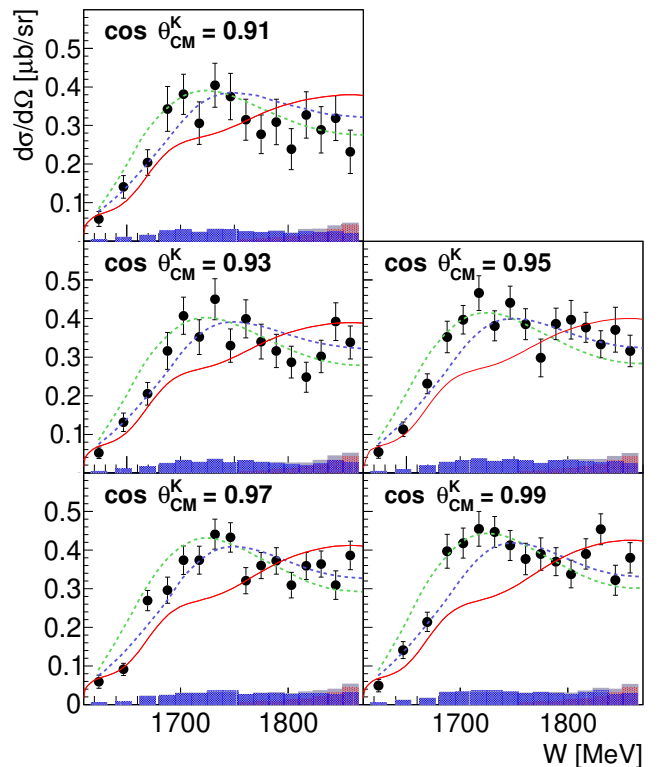 cos θ^K_CM = 0.91
dσ/dΩ [μb/sr]
0.5
0.4
0.3
0.2
0.1
cos θ^K_CM = 0.93
cos θ^K_CM = 0.95
0.5
0.4
0.3
0.2
0.1
cos θ^K_CM = 0.97
cos θ^K_CM = 0.99
0.5
0.4
0.3
0.2
0.1
0
1700 1800 1700 1800
W [MeV]